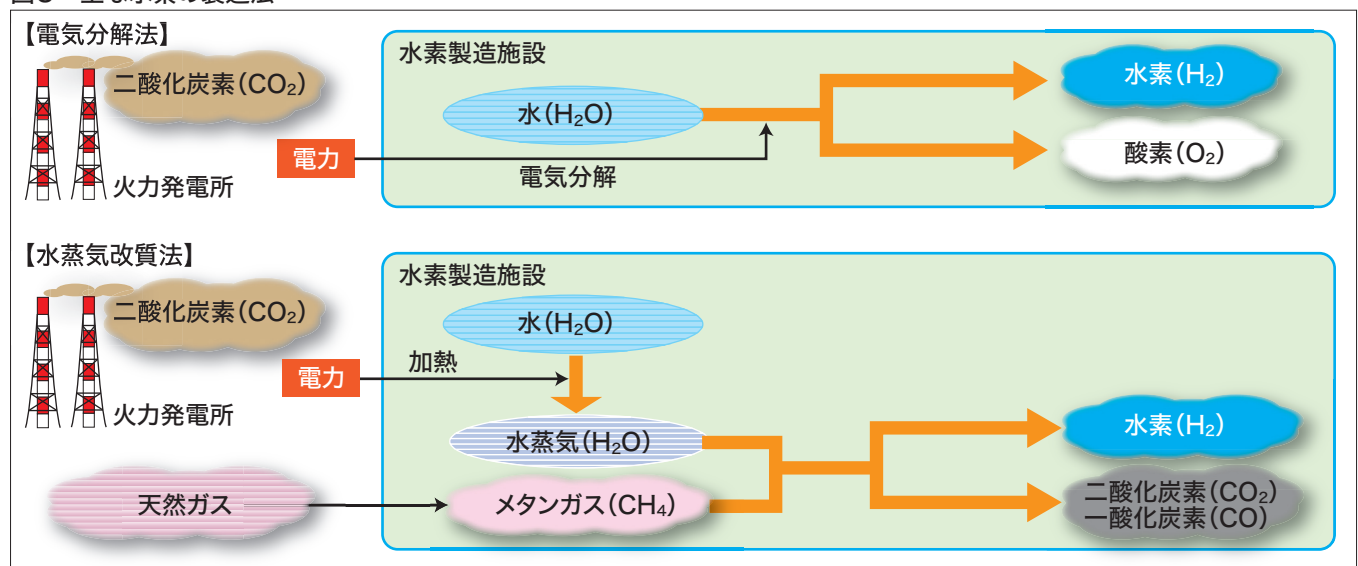 【電気分解法】
二酸化炭素(CO₂)
火力発電所
電力
水素製造施設
水(H₂O)
電気分解
水素(H₂)
酸素(O₂)
【水蒸気改質法】
二酸化炭素(CO₂)
火力発電所
電力
加熱
水素製造施設
水(H₂O)
水蒸気(H₂O)
天然ガス
メタンガス(CH₄)
水素(H₂)
二酸化炭素(CO₂)
一酸化炭素(CO)